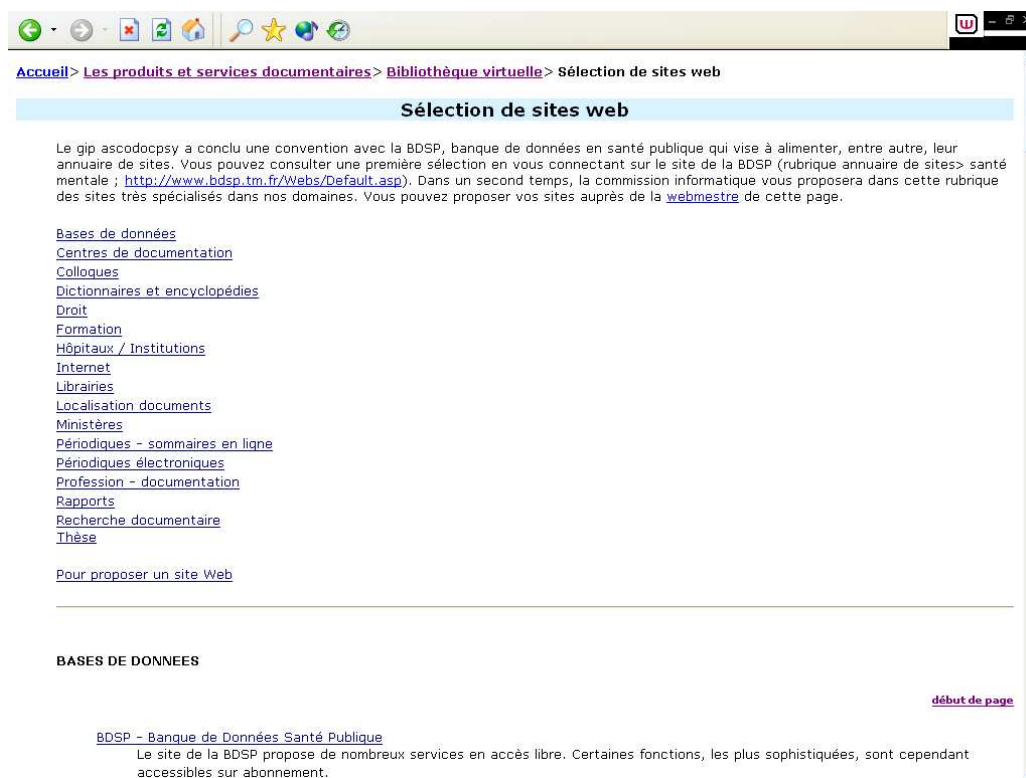 Accueil> Les produits et services documentaires> Bibliothèque virtuelle> Sélection de sites web
Sélection de sites web
Le gip ascodocpsy a conclu une convention avec la BDSP, banque de données en santé publique qui vise à alimenter, entre autre, leur
annuaire de sites. Vous pouvez consulter une première sélection en vous connectant sur le site de la BDSP (rubrique annuaire de sites> santé
mentale ; http://www.bdsp.tm.fr/Webs/Default.asp). Dans un second temps, la commission informatique vous proposera dans cette rubrique
des sites très spécialisés dans nos domaines. Vous pouvez proposer vos sites auprès de la webmestre de cette page.
Bases de données
Centres de documentation
Colloques
Dictionnaires et encyclopédies
Droit
Formation
Hôpitaux / Institutions
Internet
Librairies
Localisation documents
Ministères
Périodiques - sommaires en ligne
Périodiques électroniques
Profession - documentation
Rapports
Recherche documentaire
Thèse
Pour proposer un site Web
BASES DE DONNEES
début de page
BDSP - Banque de Données Santé Publique
Le site de la BDSP propose de nombreux services en accès libre. Certaines fonctions, les plus sophistiquées, sont cependant
accessibles sur abonnement.